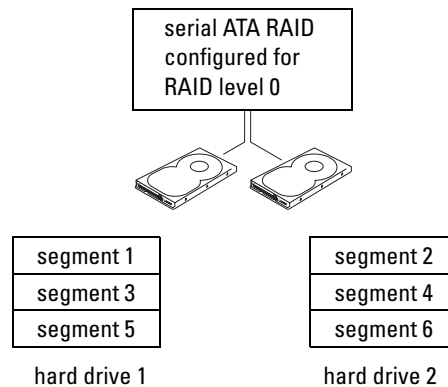 serial ATA RAID
configured for
RAID level 0
segment 1
segment 3
segment 5
hard drive 1
segment 2
segment 4
segment 6
hard drive 2